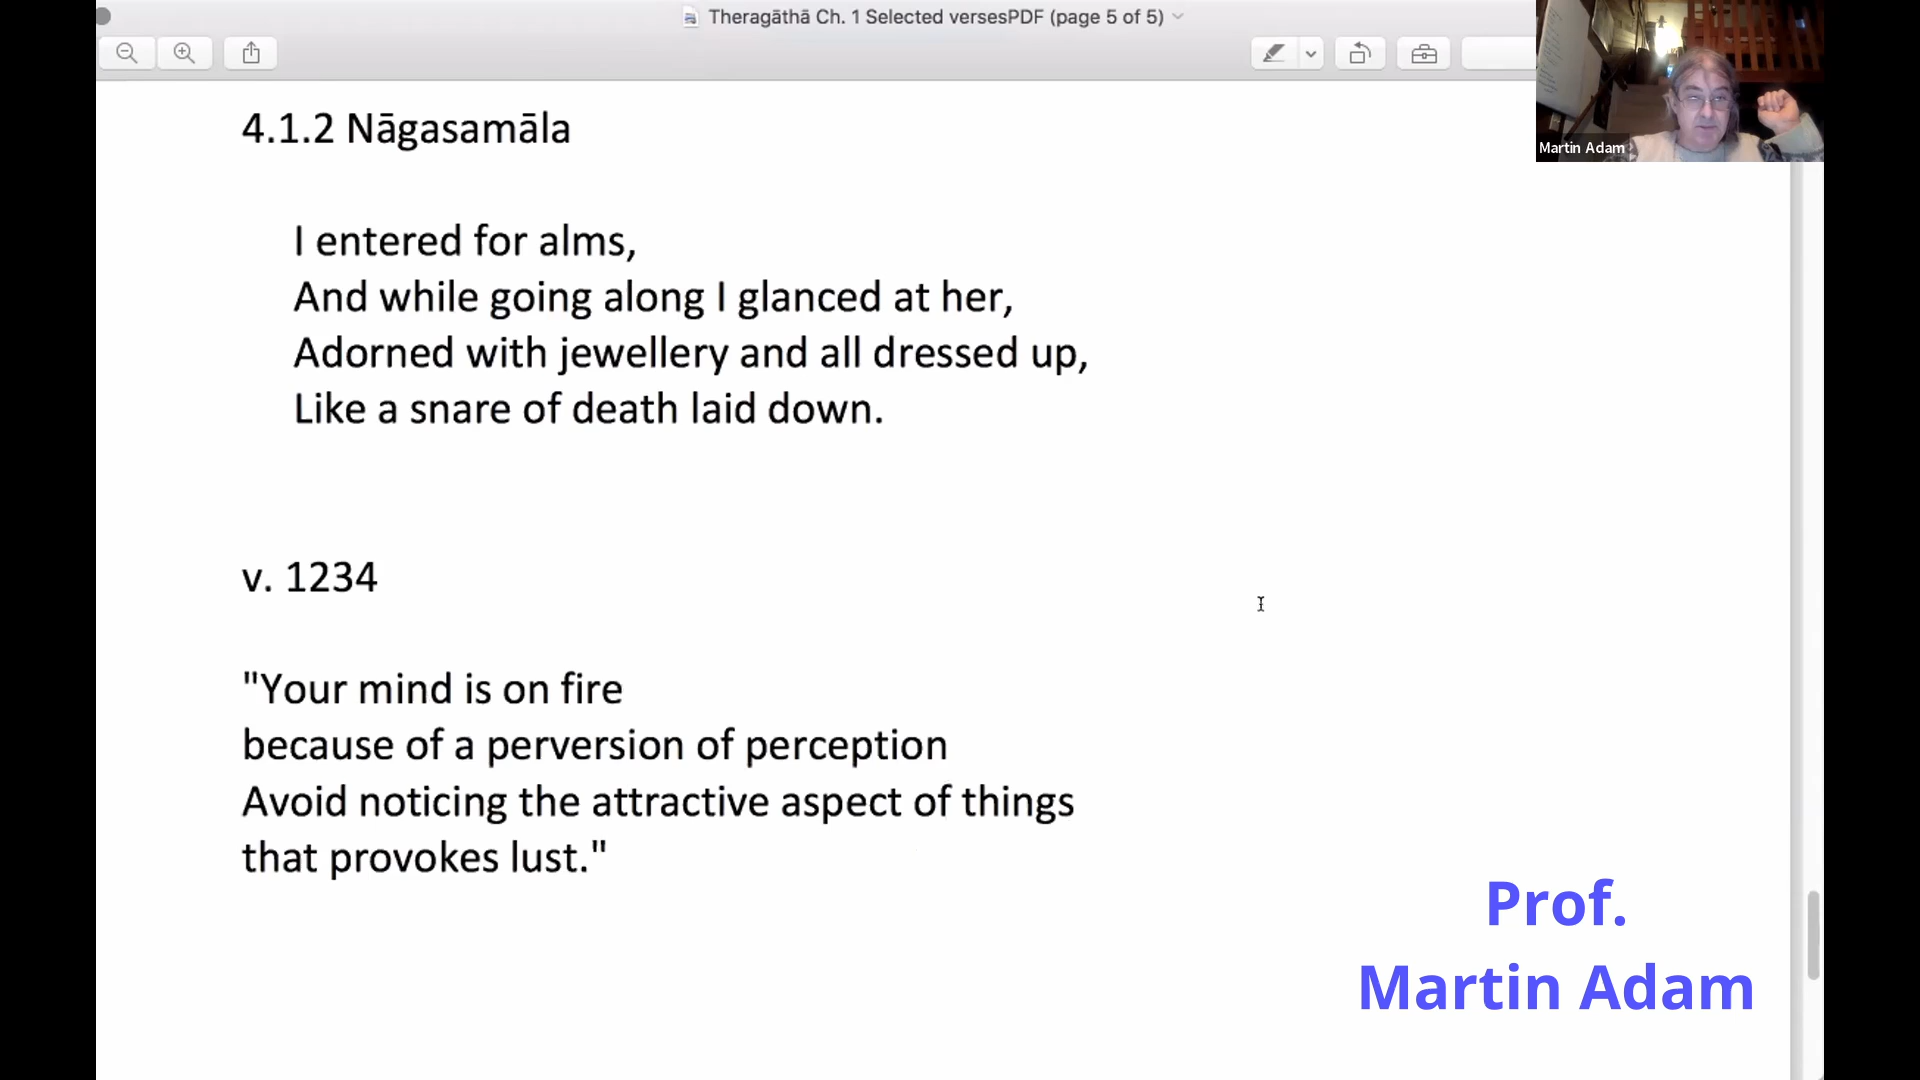 Theragāthā Ch. 1 Selected versesPDF (page 5 of 5)
Martin Adam
4.1.2 Nāgasamāla
I entered for alms,
And while going along I glanced at her,
Adorned with jewellery and all dressed up,
Like a snare of death laid down.
v. 1234
"Your mind is on fire
because of a perversion of perception
Avoid noticing the attractive aspect of things
that provokes lust."
Prof.
Martin Adam